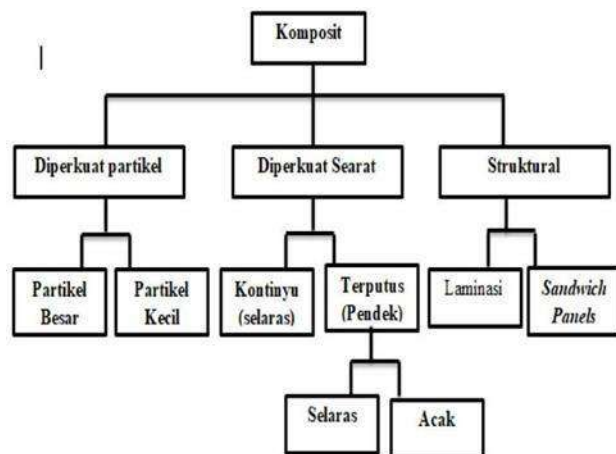 Komposit
Diperkuat partikel
Diperkuat Searat
Struktural
Partikel
Besar
Partikel
Kecil
Kontinyu
(selaras)
Terputus
(Pendek)
Laminasi
Sandwich
Panels
Selaras
Acak